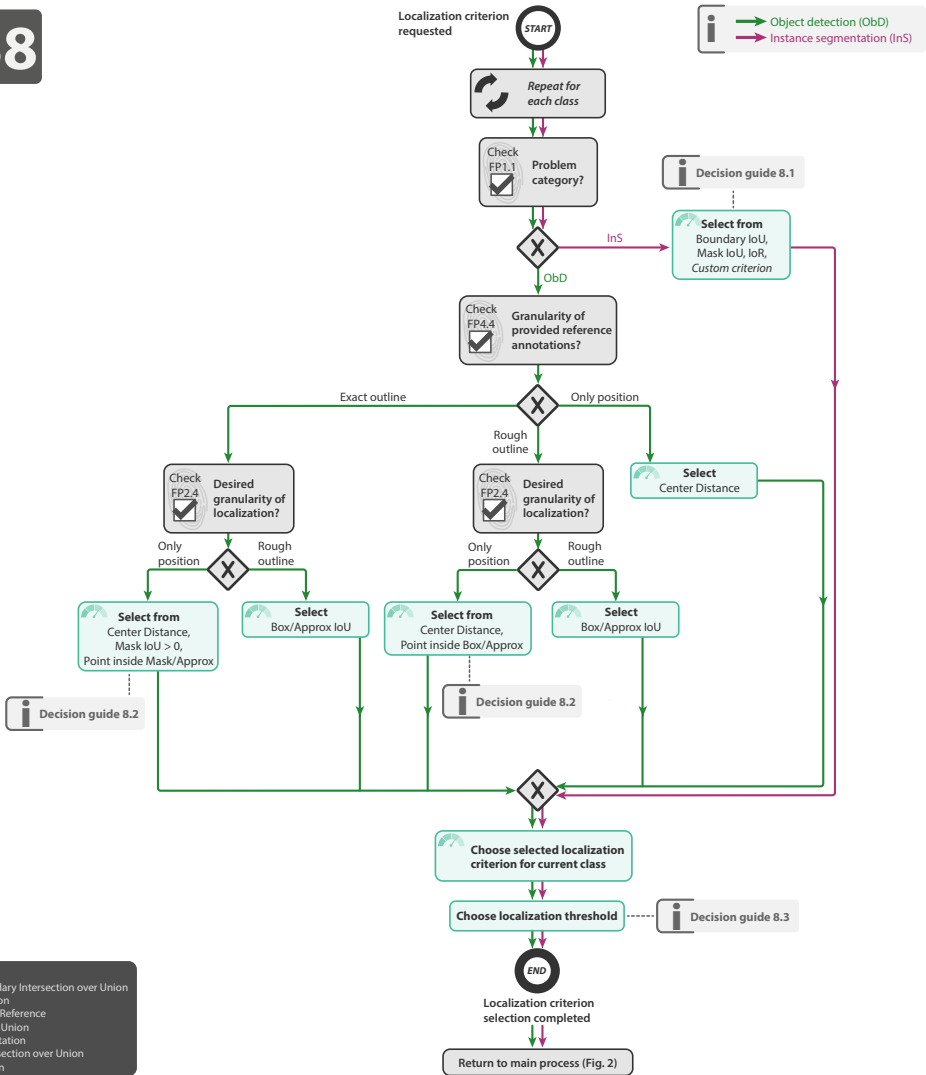 8
Localization criterion
requested
START
Object detection (ObD)
Instance segmentation (InS)
Repeat for
each class
Check
FP1.1
Problem
category?
Decision guide 8.1
Select from
Boundary IoU,
Mask IoU, IoR,
Custom criterion
X
InS
ObD
Check
FP4.4
Granularity of
provided reference
annotations?
X
Exact outline
Only position
Rough
outline
Check
FP2.4
Desired
granularity of
localization?
Check
FP2.4
Desired
granularity of
localization?
Select
Center Distance
Only
position
X
Rough
outline
Only
position
X
Rough
outline
Select from
Center Distance,
Mask IoU > 0,
Point inside Mask/Approx
Select
Box/Approx IoU
Select from
Center Distance,
Point inside Box/Approx
Select
Box/Approx IoU
Decision guide 8.2
Decision guide 8.2
X
Choose selected localization
criterion for current class
Choose localization threshold
Decision guide 8.3
END
Localization criterion
selection completed
Return to main process (Fig. 2)
Intersection over Union
Reference
Union
over Union